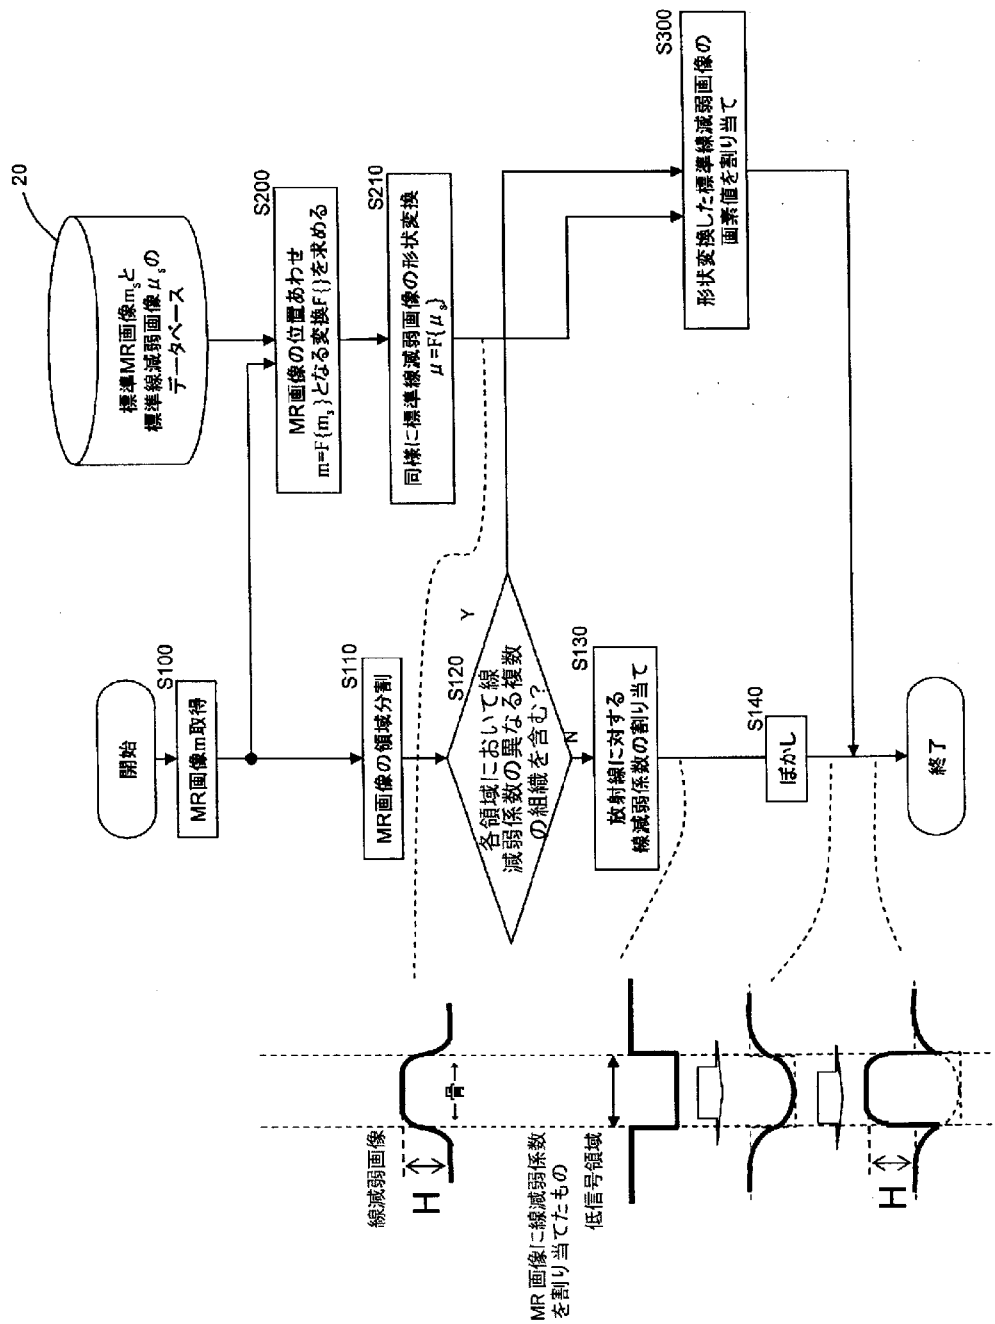 20
標準MR画像msと
標準線減弱画像μsの
データベース
開始
S100
MR画像m取得
S200
MR画像の位置あわせ
m=F{ms}となる変換F{}を求める
S110
MR画像の領域分割
S210
同様に標準線減弱画像の形状変換
μ=F{μs}
S120
各領域において線
減弱係数の異なる複数
の組織を含む?
Y
N
S130
放射線に対する
線減弱係数の割り当て
S140
ぼかし
S300
形状変換した標準線減弱画像の
画素値を割り当て
終了
線減弱画像
H
骨
MR画像に線減弱係数
を割り当てたもの
低信号領域
H